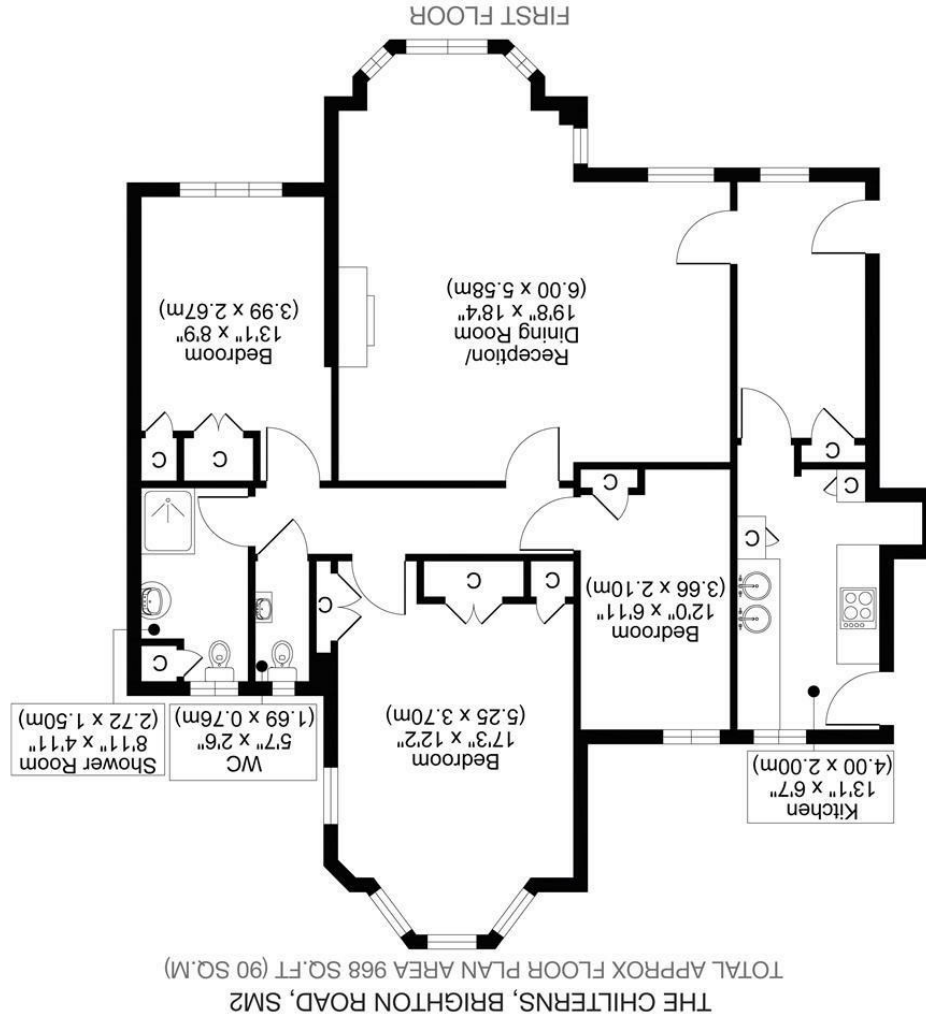 THE CHILTERNS, BRIGHTON ROAD, SM2
TOTAL APPROX FLOOR PLAN AREA 968 SQ.FT (90 SQ.M)
Kitchen
13'1" x 6'7"
(4.00 x 2.00m)
WC
5'7" x 2'6"
(1.69 x 0.76m)
Shower Room
8'11" x 4'11"
(2.72 x 1.50m)
Bedroom
17'3" x 12'2"
(5.25 x 3.70m)
C
Bedroom
12'0" x 6'11"
(3.66 x 2.10m)
C
C
C
C
C
C
C
C
C
Reception/
Dining Room
19'8" x 18'4"
(6.00 x 5.58m)
Bedroom
13'1" x 8'9"
(3.99 x 2.67m)
FIRST FLOOR